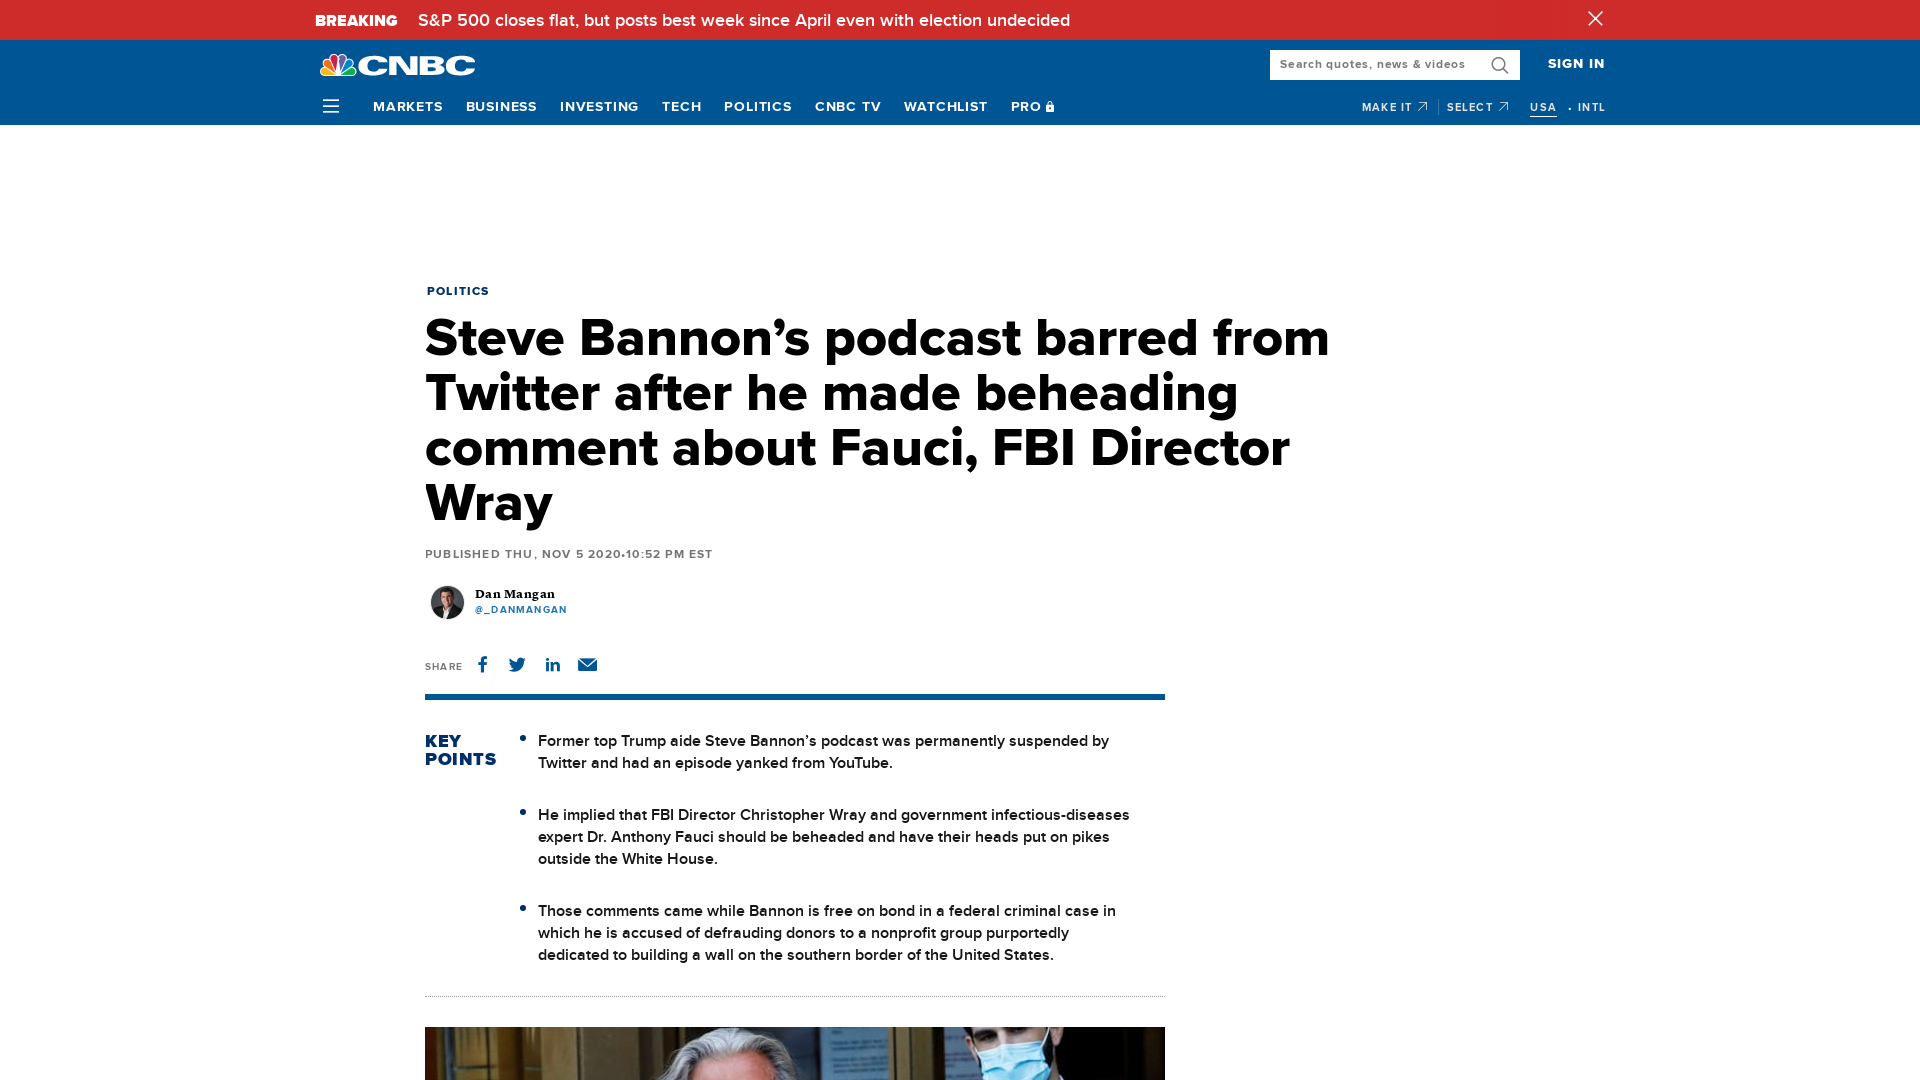 BREAKING S&P 500 closes flat, but posts best week since April even with election undecided
CNBC
Search quotes, news & videos
SIGN IN
MARKETS BUSINESS INVESTING TECH POLITICS CNBC TV WATCHLIST PRO
MAKE IT SELECT USA • INTL
POLITICS
Steve Bannon’s podcast barred from
Twitter after he made beheading
comment about Fauci, FBI Director
Wray
PUBLISHED THU, NOV 5 2020•10:52 PM EST
Dan Mangan
@_DANMANGAN
SHARE
KEY
POINTS
Former top Trump aide Steve Bannon’s podcast was permanently suspended by
Twitter and had an episode yanked from YouTube.
He implied that FBI Director Christopher Wray and government infectious-diseases
expert Dr. Anthony Fauci should be beheaded and have their heads put on pikes
outside the White House.
Those comments came while Bannon is free on bond in a federal criminal case in
which he is accused of defrauding donors to a nonprofit group purportedly
dedicated to building a wall on the southern border of the United States.